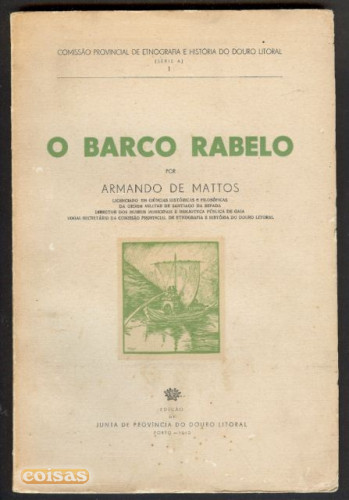 COMISSÃO PROVINCIAL DE ETNOGRAFIA E HISTÓRIA DO DOURO LITORAL
(SÉRIE A)
1
O BARCO RABELO
POR
ARMANDO DE MATTOS
LICENCIADO EM CIÊNCIAS HISTÓRICAS E FILOSÓFICAS
DA ORDEM MILITAR DE SANTIAGO DA ESPADA
DIRECTOR DOS MUSEUS MUNICIPAIS E BIBLIOTECA PÚBLICA DE GAIA
VOGAL SECRETÁRIO DA COMISSÃO PROVINCIAL DE ETNOGRAFIA E HISTÓRIA DO DOURO LITORAL
EDIÇÃO
DA
JUNTA DE PROVÍNCIA DO DOURO LITORAL
PORTO
coisas